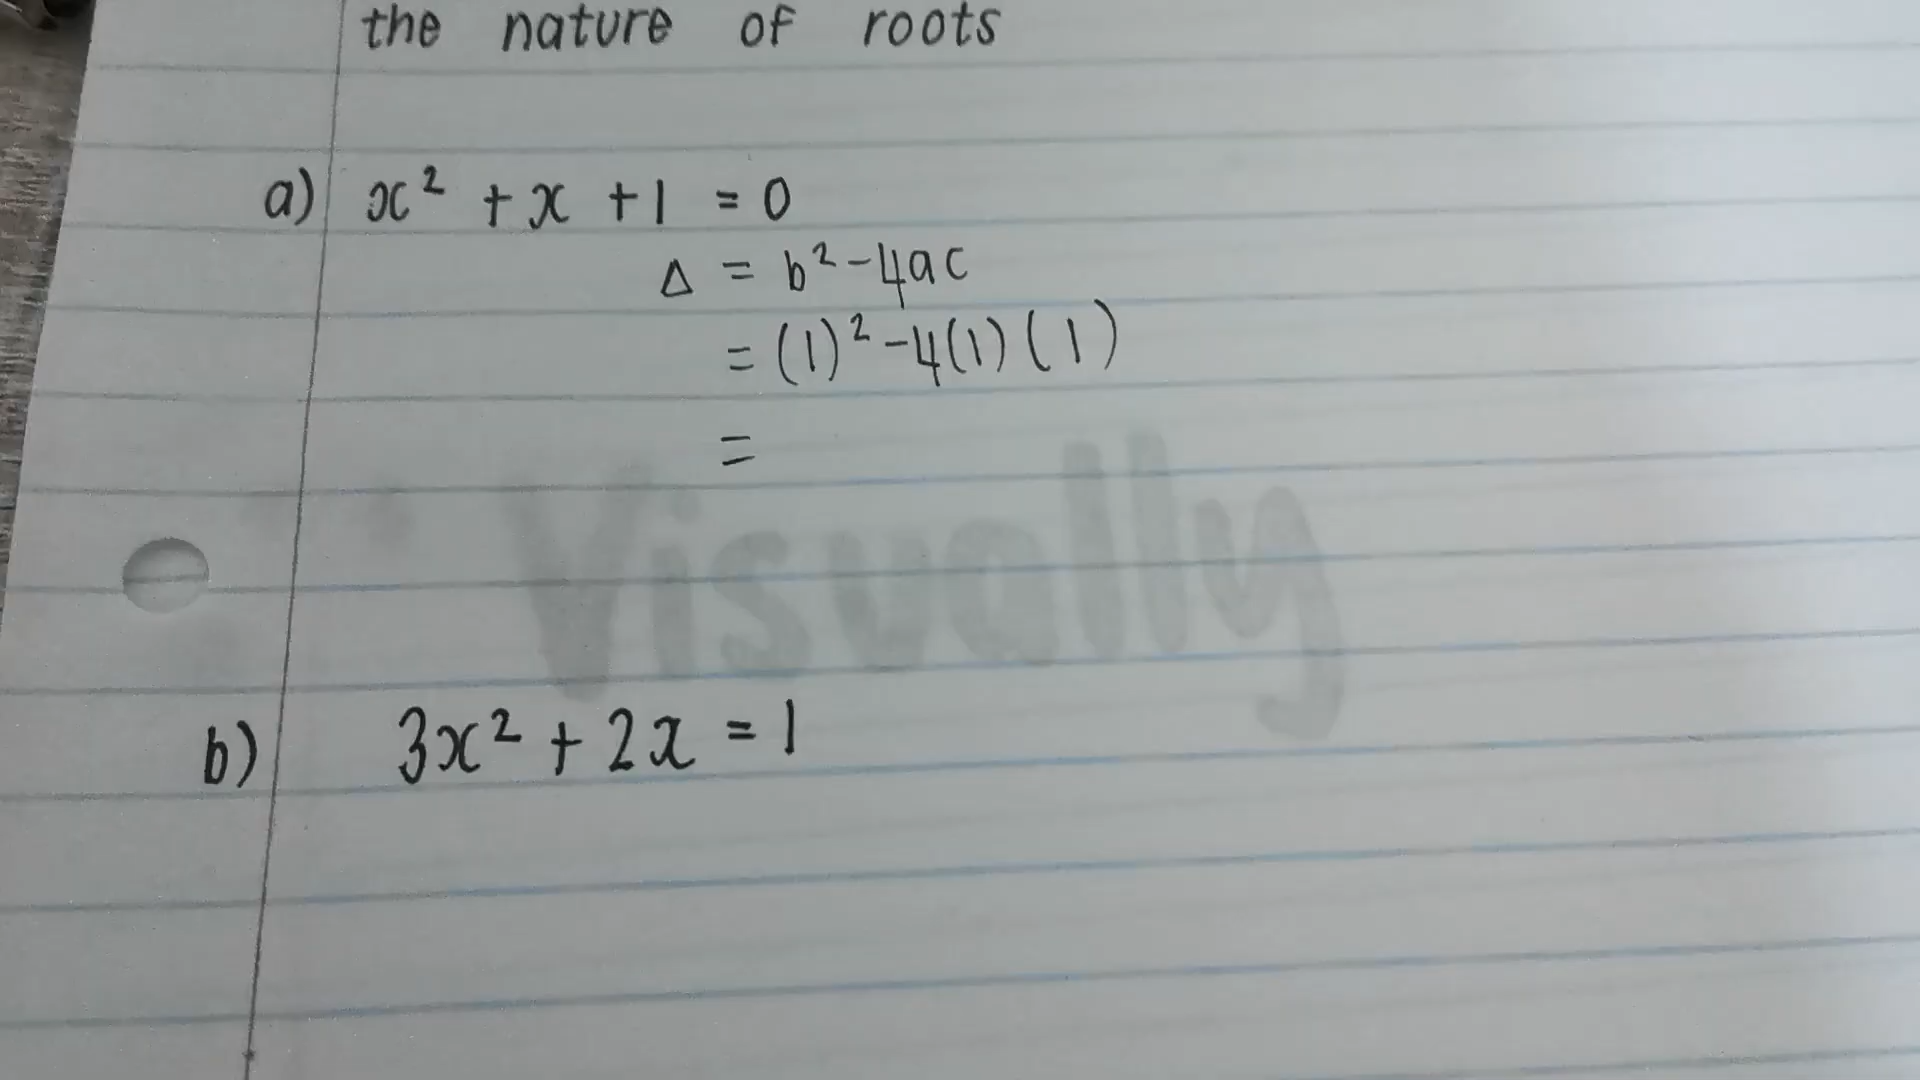 the nature of roots
a) x² + x + 1 = 0
Δ = b² - 4ac
= (1)² - 4(1)(1)
=
Visually
b) 3x² + 2x = 1